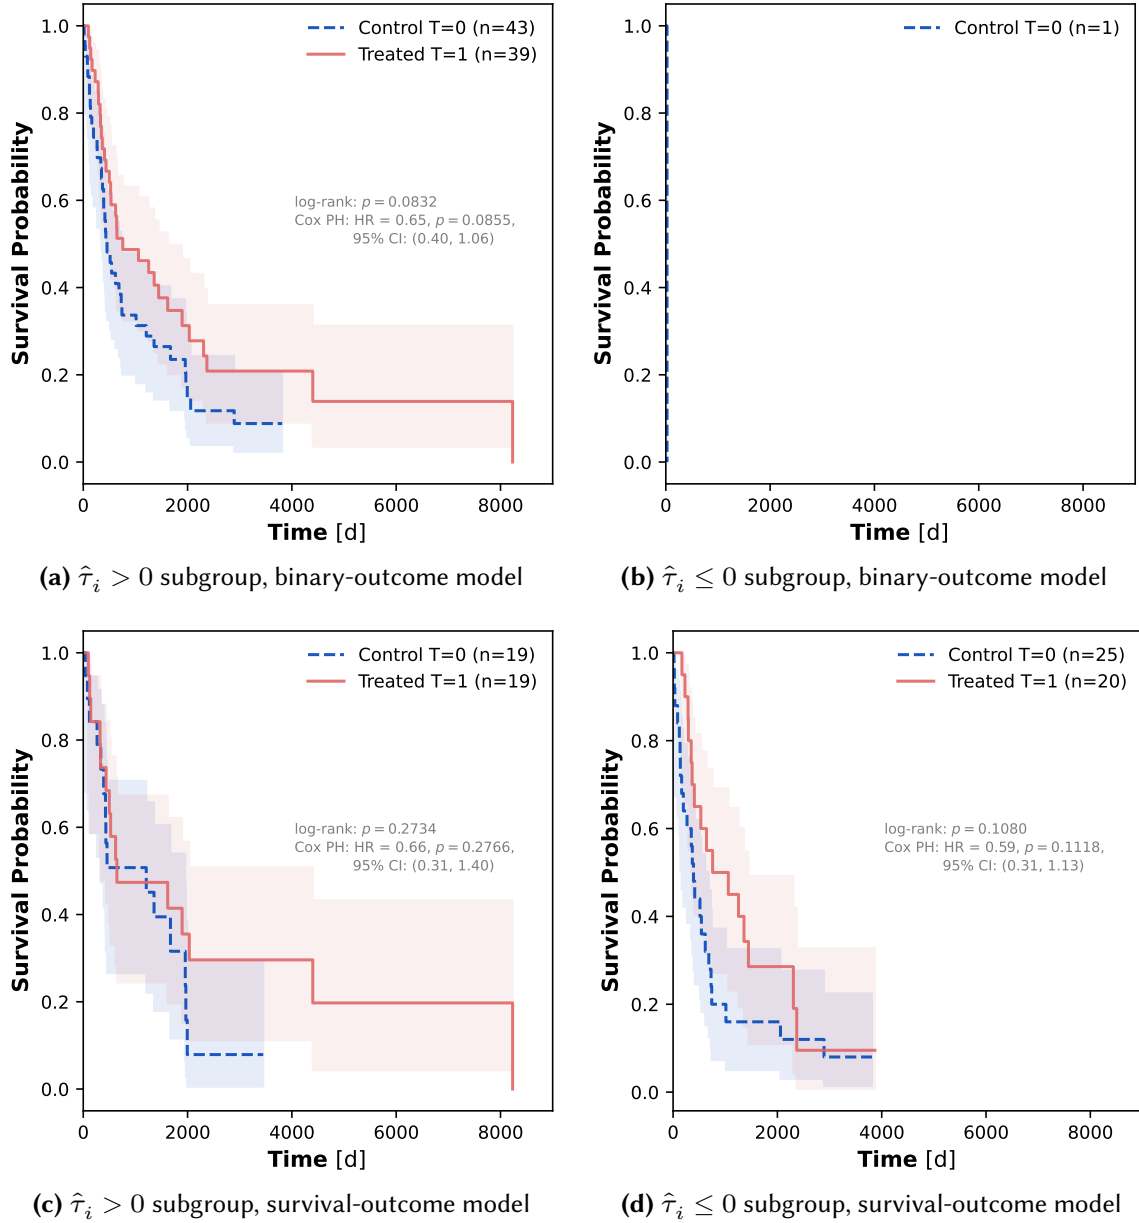 Control T=0 (n=43)
Treated T=1 (n=39)
1.0
0.8
0.6
0.4
0.2
0.0
Survival Probability
log-rank: p = 0.0832
Cox PH: HR = 0.65, p = 0.0855,
95% CI: (0.40, 1.06)
0 2000 4000 6000 8000
Time [d]
(a) τ̂ᵢ > 0 subgroup, binary-outcome model
Control T=0 (n=1)
1.0
0.8
0.6
0.4
0.2
0.0
Survival Probability
0 2000 4000 6000 8000
Time [d]
(b) τ̂ᵢ ≤ 0 subgroup, binary-outcome model
Control T=0 (n=19)
Treated T=1 (n=19)
1.0
0.8
0.6
0.4
0.2
0.0
Survival Probability
log-rank: p = 0.2734
Cox PH: HR = 0.66, p = 0.2766,
95% CI: (0.31, 1.40)
0 2000 4000 6000 8000
Time [d]
(c) τ̂ᵢ > 0 subgroup, survival-outcome model
Control T=0 (n=25)
Treated T=1 (n=20)
1.0
0.8
0.6
0.4
0.2
0.0
Survival Probability
log-rank: p = 0.1080
Cox PH: HR = 0.59, p = 0.1118,
95% CI: (0.31, 1.13)
0 2000 4000 6000 8000
Time [d]
(d) τ̂ᵢ ≤ 0 subgroup, survival-outcome model